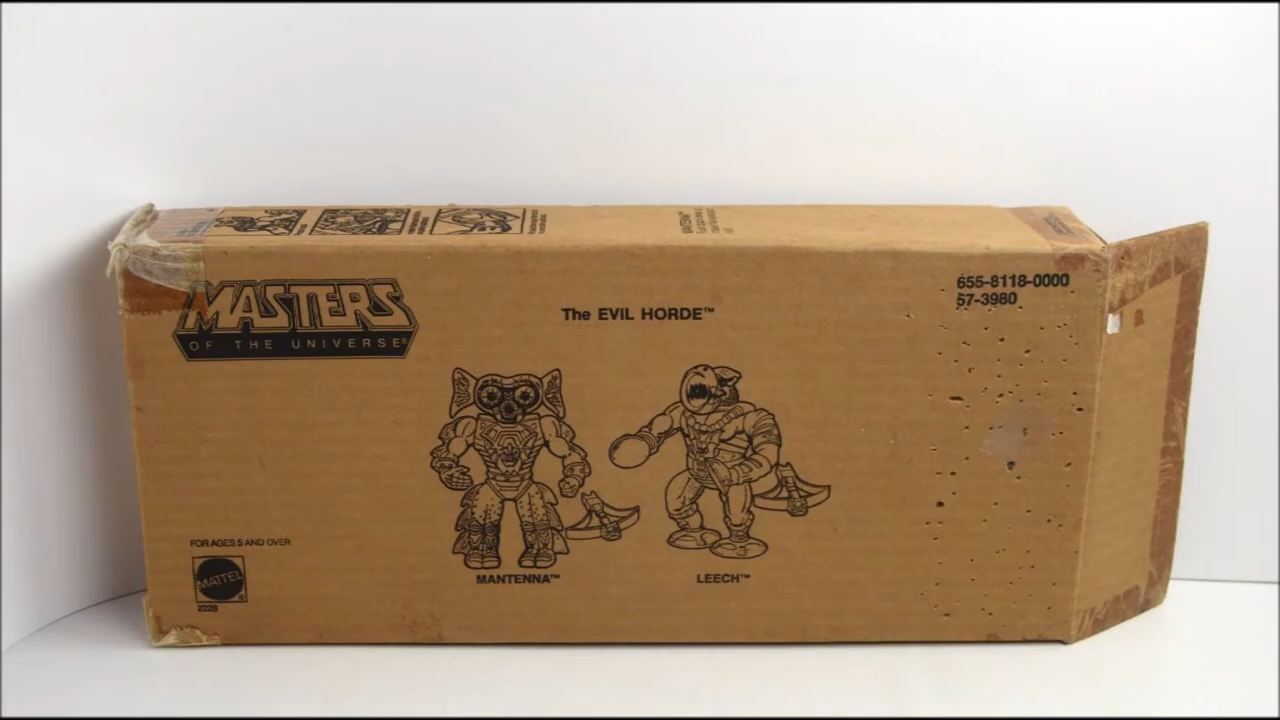 MANTENNA
MASTERS
OF THE UNIVERSE®
655-8118-0000
57-3980
The EVIL HORDE™
FOR AGES 5 AND OVER
MATTEL®
2228
MANTENNA™
LEECH™